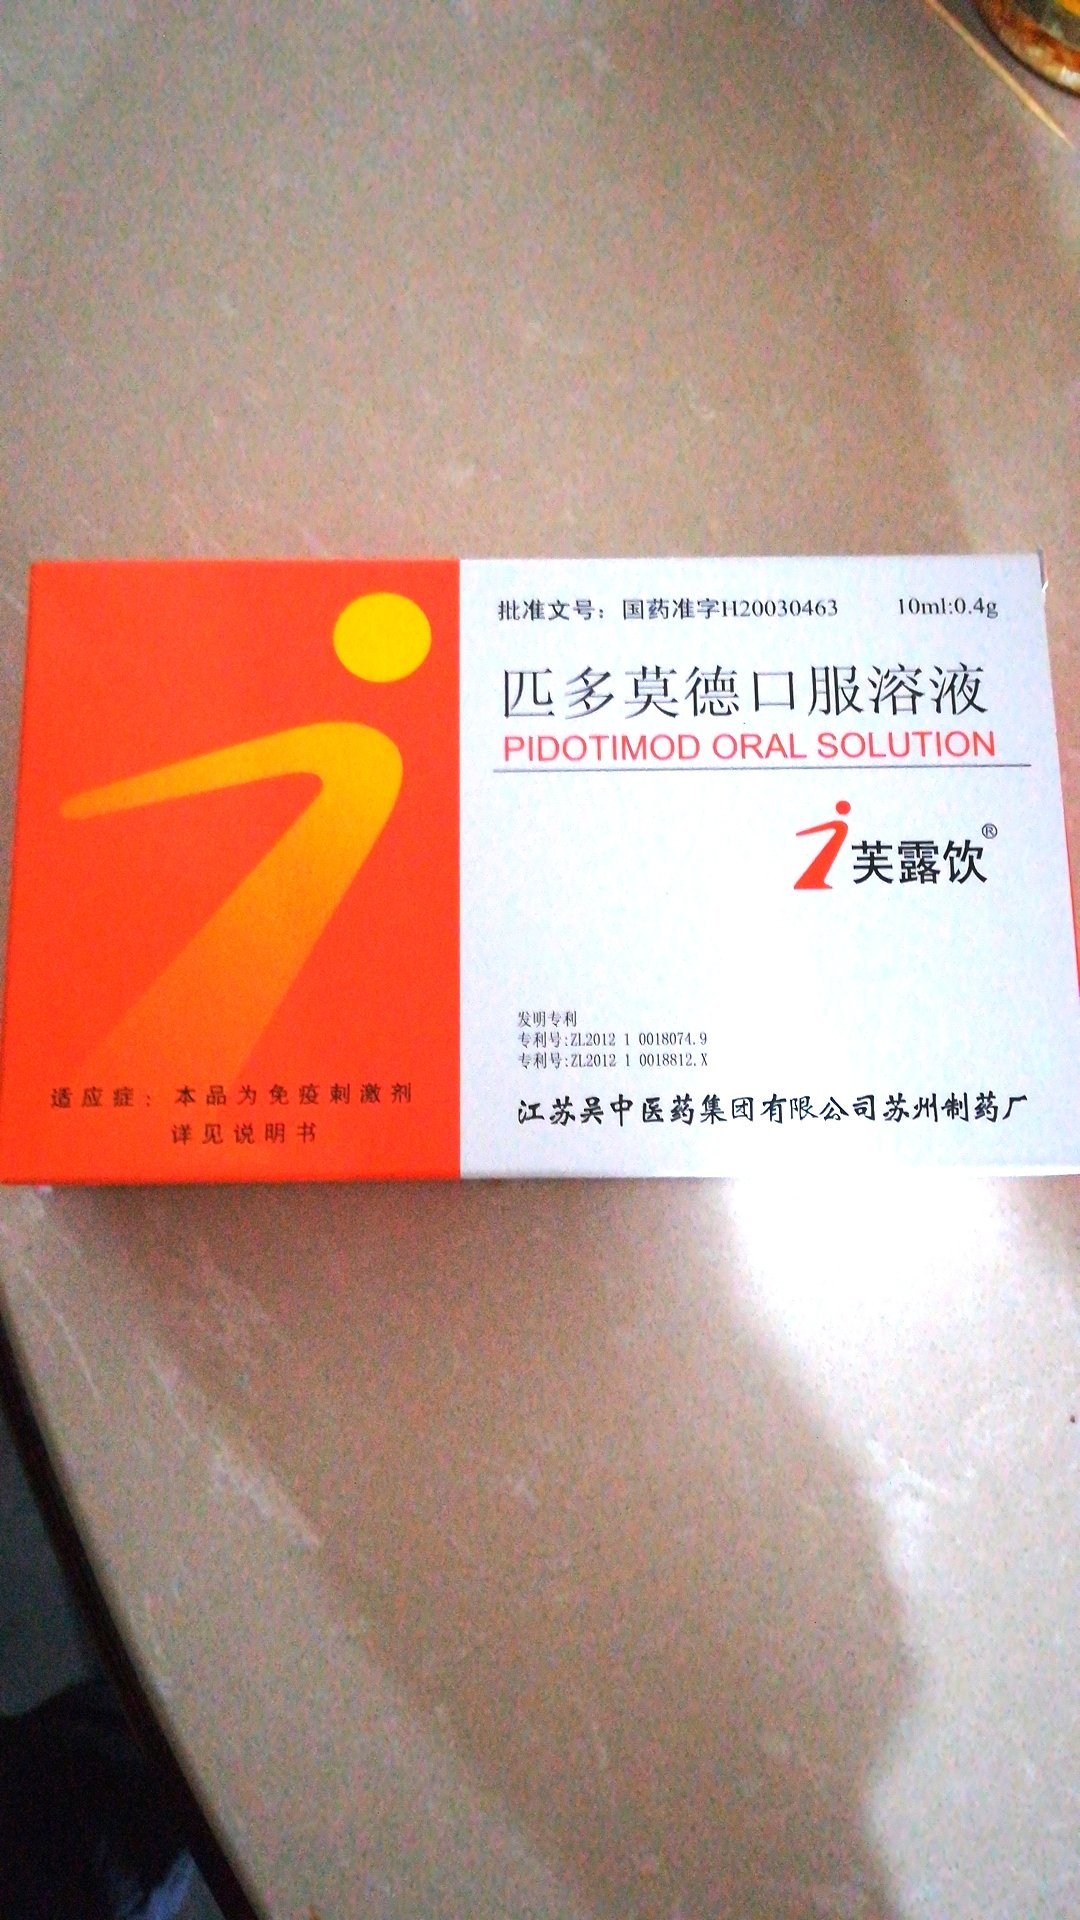 批准文号：国药准字H20030463 10ml:0.4g
匹多莫德口服溶液
PIDOTIMOD ORAL SOLUTION
芙露饮®
发明专利
专利号:ZL2012 1 0018074.9
专利号:ZL2012 1 0018812.X
江苏吴中医药集团有限公司苏州制药厂
适应症：本品为免疫刺激剂
详见说明书